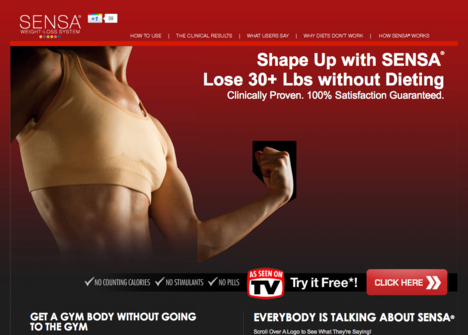 SENSA®
WEIGHT-LOSS SYSTEM
+1
HOW TO USE | THE CLINICAL RESULTS | WHAT USERS SAY | WHY DIETS DON'T WORK | HOW SENSA® WORKS
Shape Up with SENSA®
Lose 30+ Lbs without Dieting
Clinically Proven. 100% Satisfaction Guaranteed.
✓NO COUNTING CALORIES ✓NO STIMULANTS ✓NO PILLS
AS SEEN ON
TV
Try it Free*!
CLICK HERE »
GET A GYM BODY WITHOUT GOING
TO THE GYM
EVERYBODY IS TALKING ABOUT SENSA®
Scroll Over A Logo to See What They're Saying!